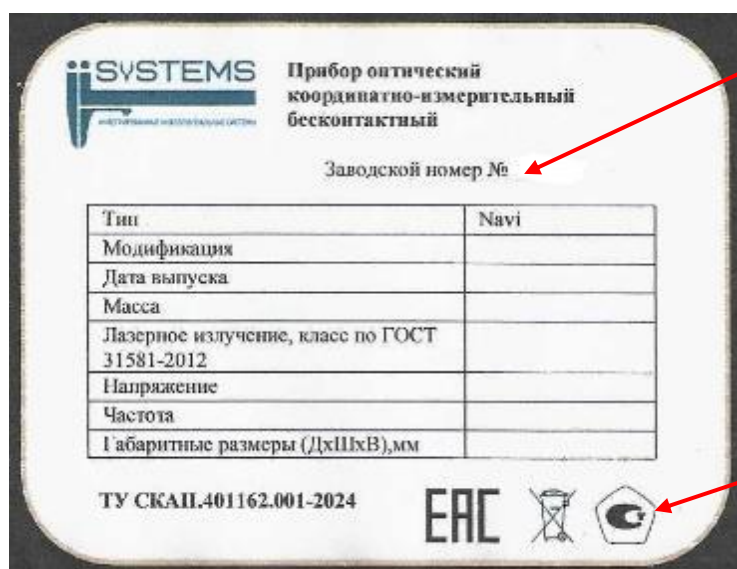 SYSTEMS
Прибор оптический
координатно-измерительный
бесконтактный
Заводской номер №
Тип Navi
Модификация
Дата выпуска
Масса
Лазерное излучение, класс по ГОСТ
31581-2012
Напряжение
Частота
Габаритные размеры (ДхШхВ),мм
ТУ СКАП.401162.001-2024
EAC